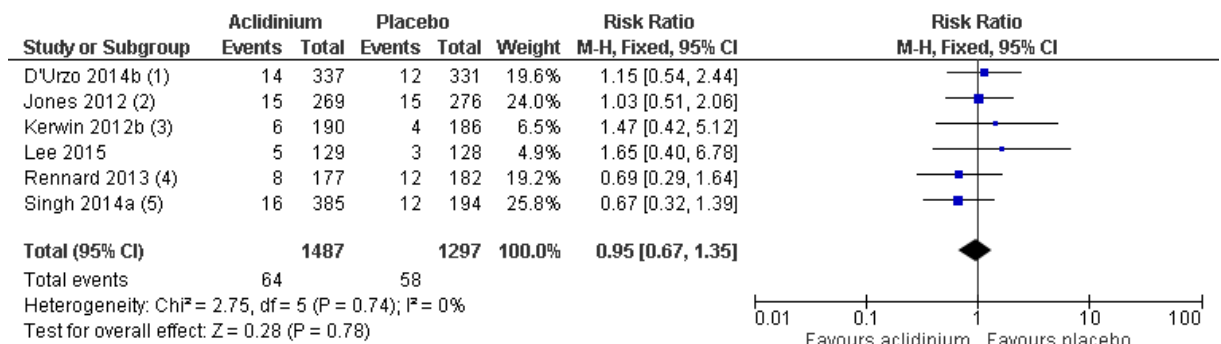 Aclidinium Placebo Risk Ratio Risk Ratio
Study or Subgroup Events Total Events Total Weight M-H, Fixed, 95% CI M-H, Fixed, 95% CI
D'Urzo 2014b (1) 14 337 12 331 19.6% 1.15 [0.54, 2.44]
Jones 2012 (2) 15 269 15 276 24.0% 1.03 [0.51, 2.06]
Kerwin 2012b (3) 6 190 4 186 6.5% 1.47 [0.42, 5.12]
Lee 2015 5 129 3 128 4.9% 1.65 [0.40, 6.78]
Rennard 2013 (4) 8 177 12 182 19.2% 0.69 [0.29, 1.64]
Singh 2014a (5) 16 385 12 194 25.8% 0.67 [0.32, 1.39]
Total (95% CI) 1487 1297 100.0% 0.95 [0.67, 1.35]
Total events 64 58
Heterogeneity: Chi² = 2.75, df = 5 (P = 0.74); I² = 0%
Test for overall effect: Z = 0.28 (P = 0.78)
0.01 0.1 1 10 100
Favours aclidinium Favours placebo